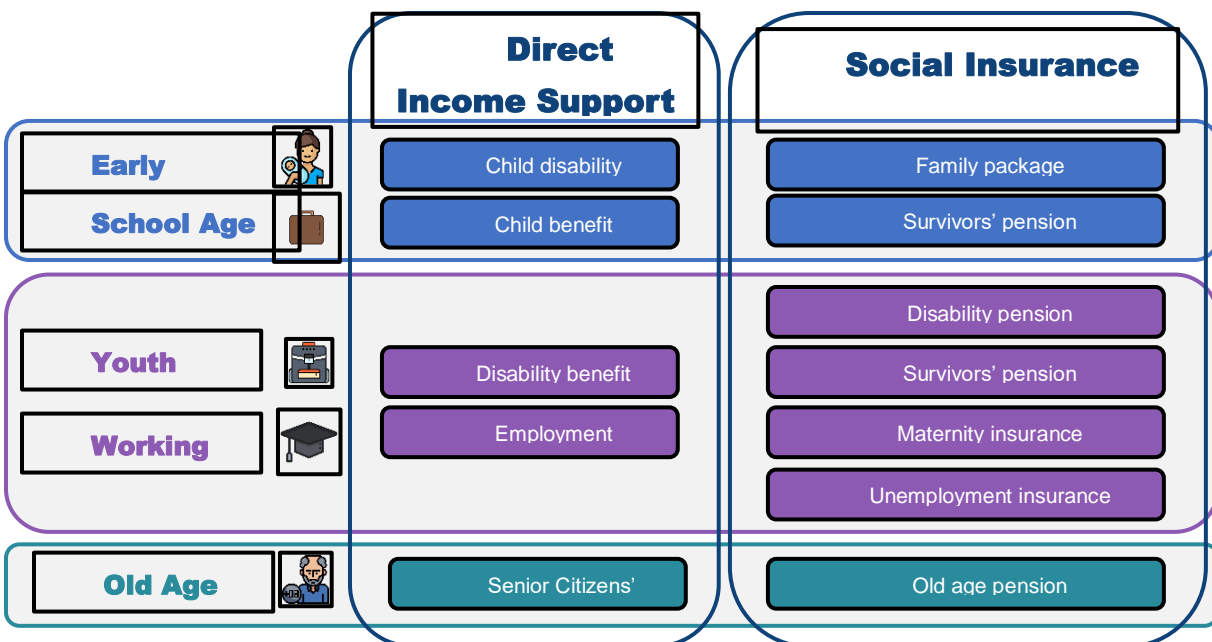 Direct
Income Support
Social Insurance
Early
Child disability
Family package
School Age
Child benefit
Survivors’ pension
Disability pension
Youth
Disability benefit
Survivors’ pension
Working
Employment
Maternity insurance
Unemployment insurance
Old Age
Senior Citizens’
Old age pension